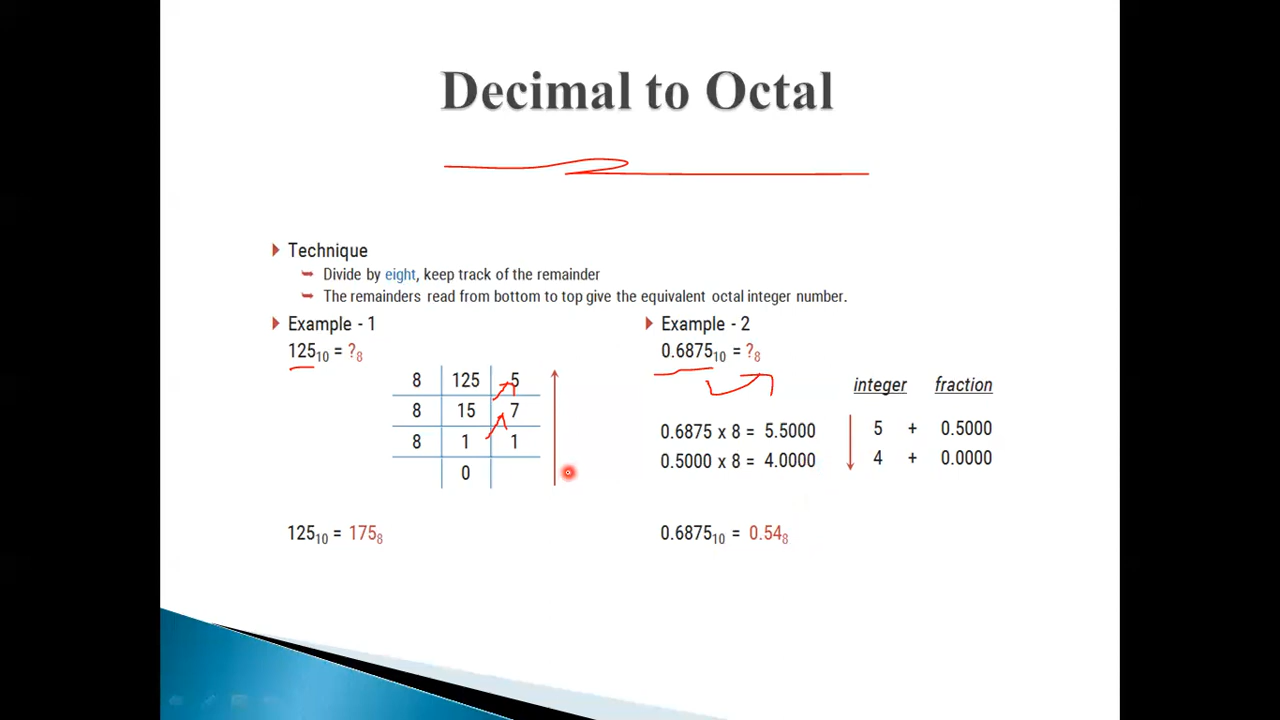 Decimal to Octal
Technique
Divide by eight, keep track of the remainder
The remainders read from bottom to top give the equivalent octal integer number.
Example - 1
125₁₀ = ?₈
8 125 5
8 15 7
8 1 1
0
125₁₀ = 175₈
Example - 2
0.6875₁₀ = ?₈
integer fraction
0.6875 x 8 = 5.5000 5 + 0.5000
0.5000 x 8 = 4.0000 4 + 0.0000
0.6875₁₀ = 0.54₈